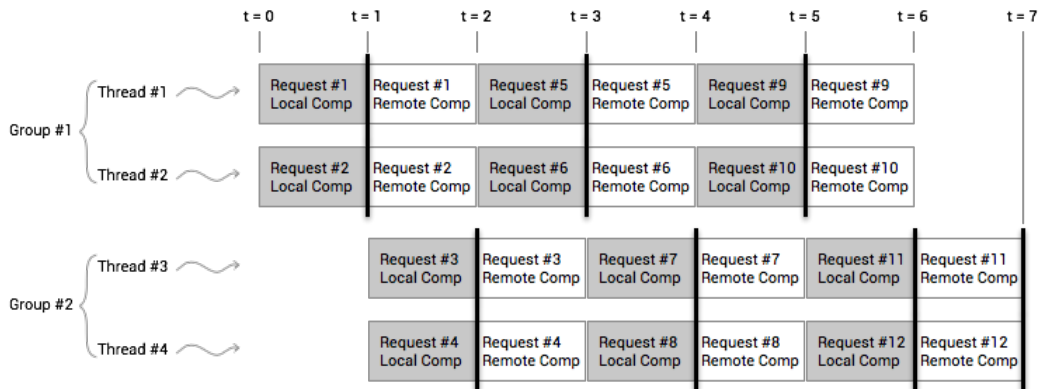 t = 0 t = 1 t = 2 t = 3 t = 4 t = 5 t = 6 t = 7
Group #1
Thread #1
Request #1 Request #1 Request #5 Request #5 Request #9 Request #9
Local Comp Remote Comp Local Comp Remote Comp Local Comp Remote Comp
Thread #2
Request #2 Request #2 Request #6 Request #6 Request #10 Request #10
Local Comp Remote Comp Local Comp Remote Comp Local Comp Remote Comp
Group #2
Thread #3
Request #3 Request #3 Request #7 Request #7 Request #11 Request #11
Local Comp Remote Comp Local Comp Remote Comp Local Comp Remote Comp
Thread #4
Request #4 Request #4 Request #8 Request #8 Request #12 Request #12
Local Comp Remote Comp Local Comp Remote Comp Local Comp Remote Comp